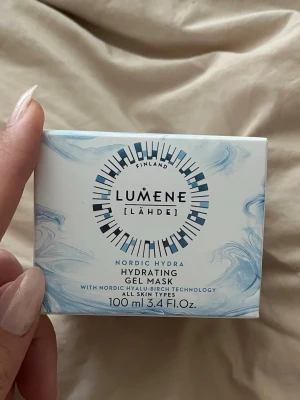 FINLAND
LUMENE
[LÄHDE]
NORDIC HYDRA
HYDRATING
GEL MASK
WITH NORDIC HYALU-BIRCH TECHNOLOGY
ALL SKIN TYPES
100 ml 3.4 Fl.Oz.